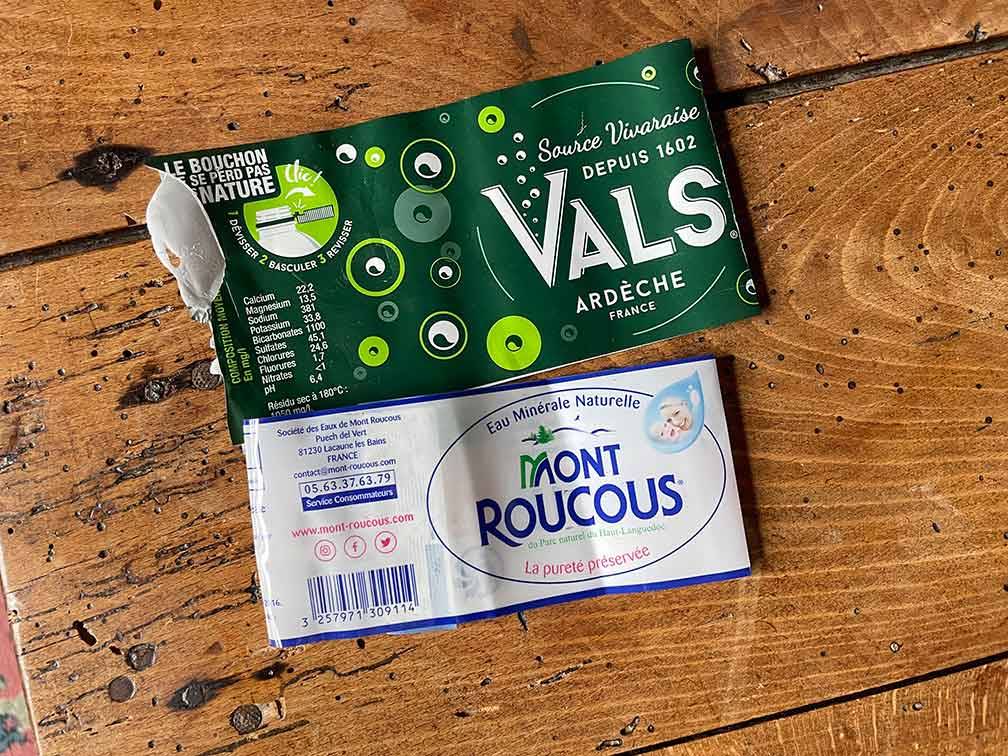 LE BOUCHON
SE PERD PAS
NATURE
Clic !
1 DÉVISSER 2 BASCULER 3 REVISSER
COMPOSITION
En mg/l
Calcium 22,2
Magnesium 13,5
Sodium 381
Potassium 33,8
Bicarbonates 1100
Sulfates 45,1
Chlorures 24,6
Fluorures 1,7
Nitrates <1
pH 6,4
Résidu sec à 180°C :
1050 mg/l
Source Vivaraise
DEPUIS 1602
VALS®
ARDÈCHE
FRANCE
Société des Eaux de Mont Roucous
Puech del Vert
81230 Lacaune les Bains
FRANCE
contact@mont-roucous.com
05.63.37.63.79
Service Consommateurs
www.mont-roucous.com
3 257971 309114
Eau Minérale Naturelle
MONT
ROUCOUS®
du Parc naturel du Haut-Languedoc
La pureté préservée